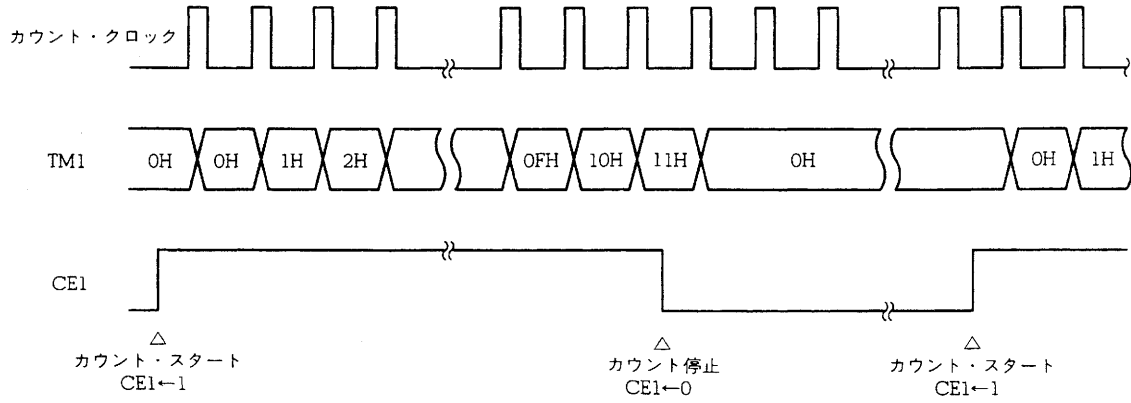 カウント・クロック
TM1
0H 0H 1H 2H 0FH 10H 11H 0H 0H 1H
CE1
カウント・スタート
CE1←1
カウント停止
CE1←0
カウント・スタート
CE1←1